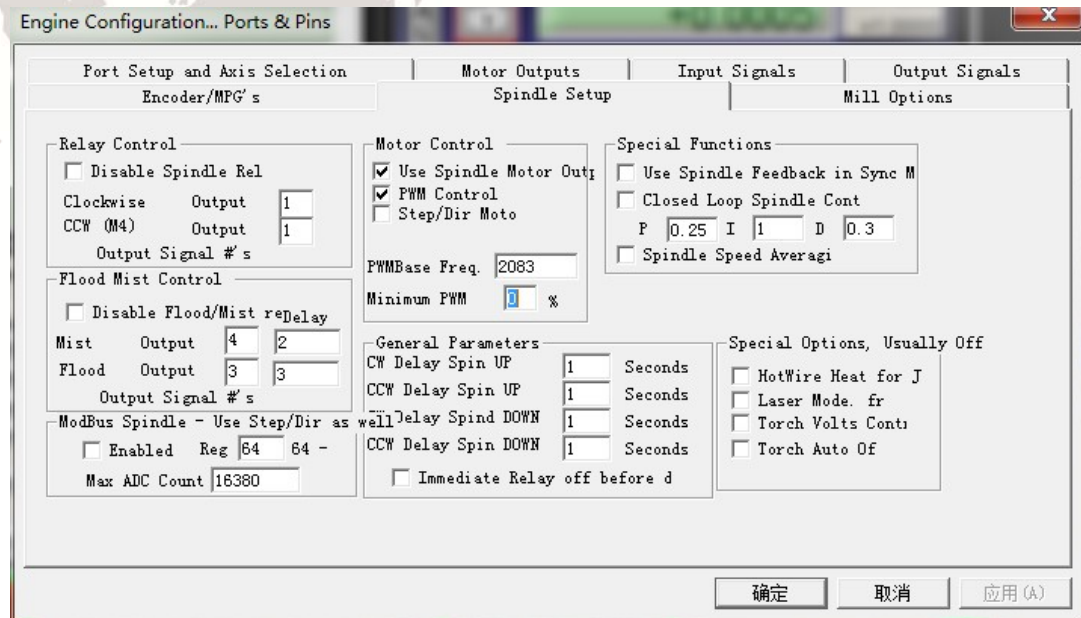 Engine Configuration... Ports & Pins
+0.0005
Port Setup and Axis Selection
Motor Outputs
Input Signals
Output Signals
Encoder/MPG's
Spindle Setup
Mill Options
Relay Control
Disable Spindle Rel
Clockwise Output 1
CCW (M4) Output 1
Output Signal #'s
Flood Mist Control
Disable Flood/Mist re Delay
Mist Output 4 2
Flood Output 3 3
Output Signal #'s
ModBus Spindle - Use Step/Dir as well
Enabled Reg 64 64 -
Max ADC Count 16380
Motor Control
Use Spindle Motor Outp
PWM Control
Step/Dir Moto
PWMBase Freq. 2083
Minimum PWM 0 %
General Parameters
CW Delay Spin UP 1 Seconds
CCW Delay Spin UP 1 Seconds
Delay Spind DOWN 1 Seconds
CCW Delay Spin DOWN 1 Seconds
Immediate Relay off before d
Special Functions
Use Spindle Feedback in Sync M
Closed Loop Spindle Cont
P 0.25 I 1 D 0.3
Spindle Speed Averagi
Special Options, Usually Off
HotWire Heat for J
Laser Mode. fr
Torch Volts Cont
Torch Auto Of
确定
取消
应用(A)